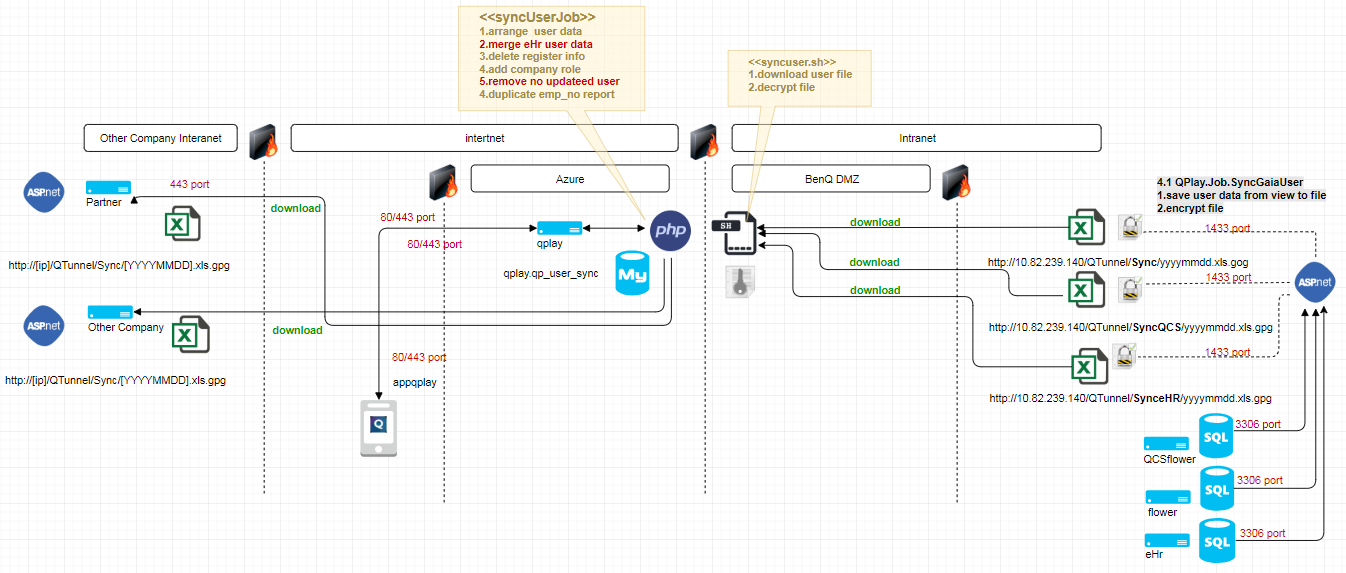 <<syncUserJob>>
1.arrange  user data
2.merge eHr user data
3.delete register info
4.add company role
5.remove no updateed user
4.duplicate emp_no report
<<syncuser.sh>>
1.download user file
2.decrypt file
Other Company Interanet
intertnet
Intranet
Azure
BenQ DMZ
4.1 QPlay.Job.SyncGaiaUser
1.save user data from view to file
2.encrypt file
ASP.net
Partner
443 port
download
http://[ip]/QTunnel/Sync/[YYYYMMDD].xls.gpg
80/443 port
80/443 port
qplay
php
qplay.qp_user_sync
My
SH
download
1433 port
http://10.82.239.140/QTunnel/Sync/yyyymmdd.xls.gog
download
1433 port
ASP.net
http://10.82.239.140/QTunnel/SyncQCS/yyyymmdd.xls.gpg
download
1433 port
http://10.82.239.140/QTunnel/SynceHR/yyyymmdd.xls.gpg
ASP.net
Other Company
download
http://[ip]/QTunnel/Sync/[YYYYMMDD].xls.gpg
80/443 port
appqplay
Q
X
X
X
X
X
SQL
3306 port
QCSflower
SQL
3306 port
flower
SQL
3306 port
eHr